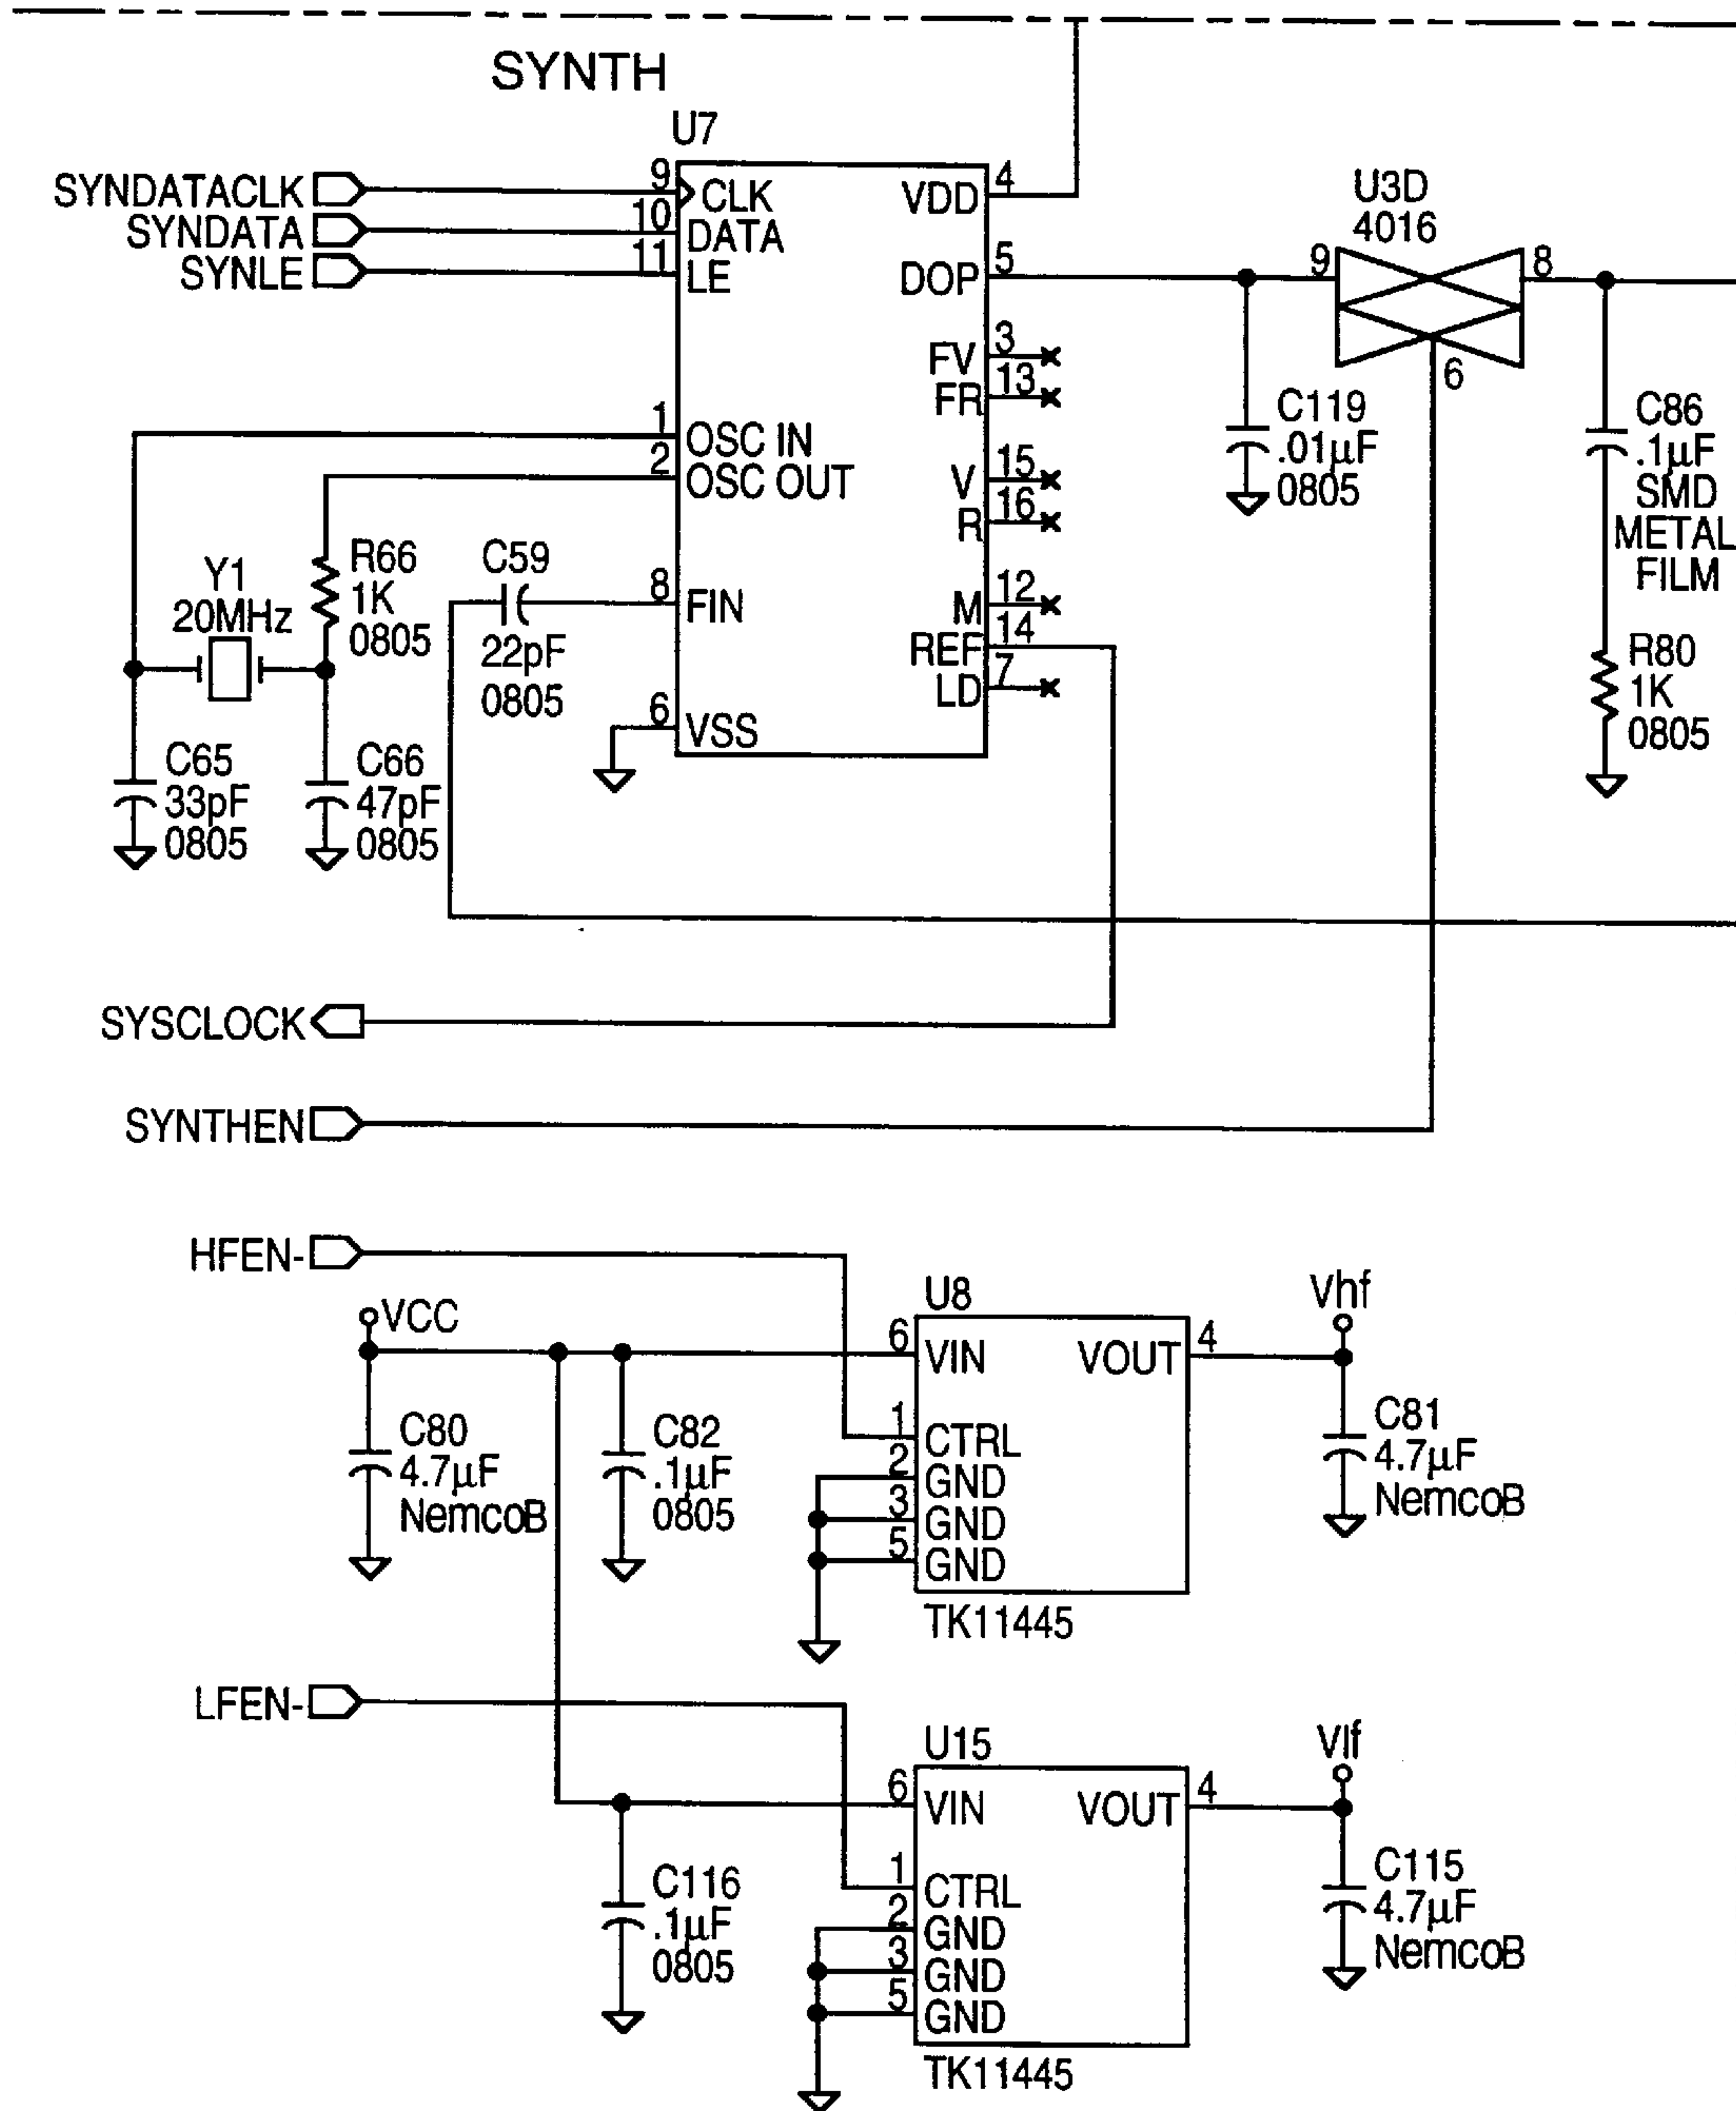 SYNTH
U7
SYNDATACLK
9
CLK
SYNDATA
10
DATA
SYNLE
11
LE
VDD
4
DOP
5
FV
3
FR
13
V
15
R
16
M
12
REF
14
LD
7
1
OSC IN
2
OSC OUT
8
FIN
6
VSS
U3D
4016
9
8
6
C119
.01µF
0805
C86
.1µF
SMD
METAL
FILM
R80
1K
0805
Y1
20MHz
R66
1K
0805
C59
22pF
0805
C65
33pF
0805
C66
47pF
0805
SYSCLOCK
SYNTHEN
HFEN-
VCC
U8
6
VIN
VOUT
4
Vhf
1
CTRL
2
GND
3
GND
5
GND
TK11445
C80
4.7µF
NemcoB
C82
.1µF
0805
C81
4.7µF
NemcoB
LFEN-
U15
6
VIN
VOUT
4
Vlf
1
CTRL
2
GND
3
GND
5
GND
TK11445
C116
.1µF
0805
C115
4.7µF
NemcoB